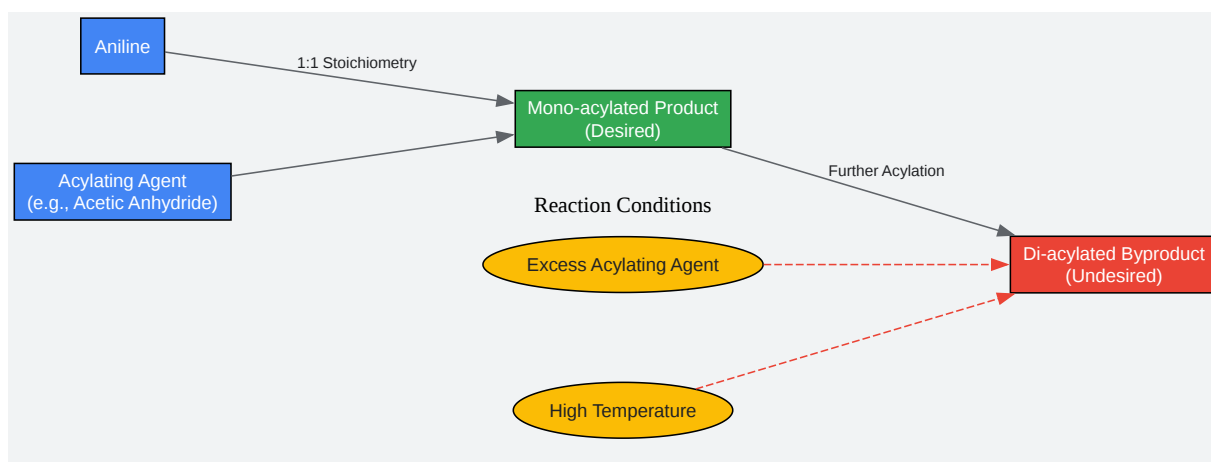 Aniline
1:1 Stoichiometry
Mono-acylated Product
(Desired)
Acylating Agent
(e.g., Acetic Anhydride)
Further Acylation
Reaction Conditions
Excess Acylating Agent
Di-acylated Byproduct
(Undesired)
High Temperature